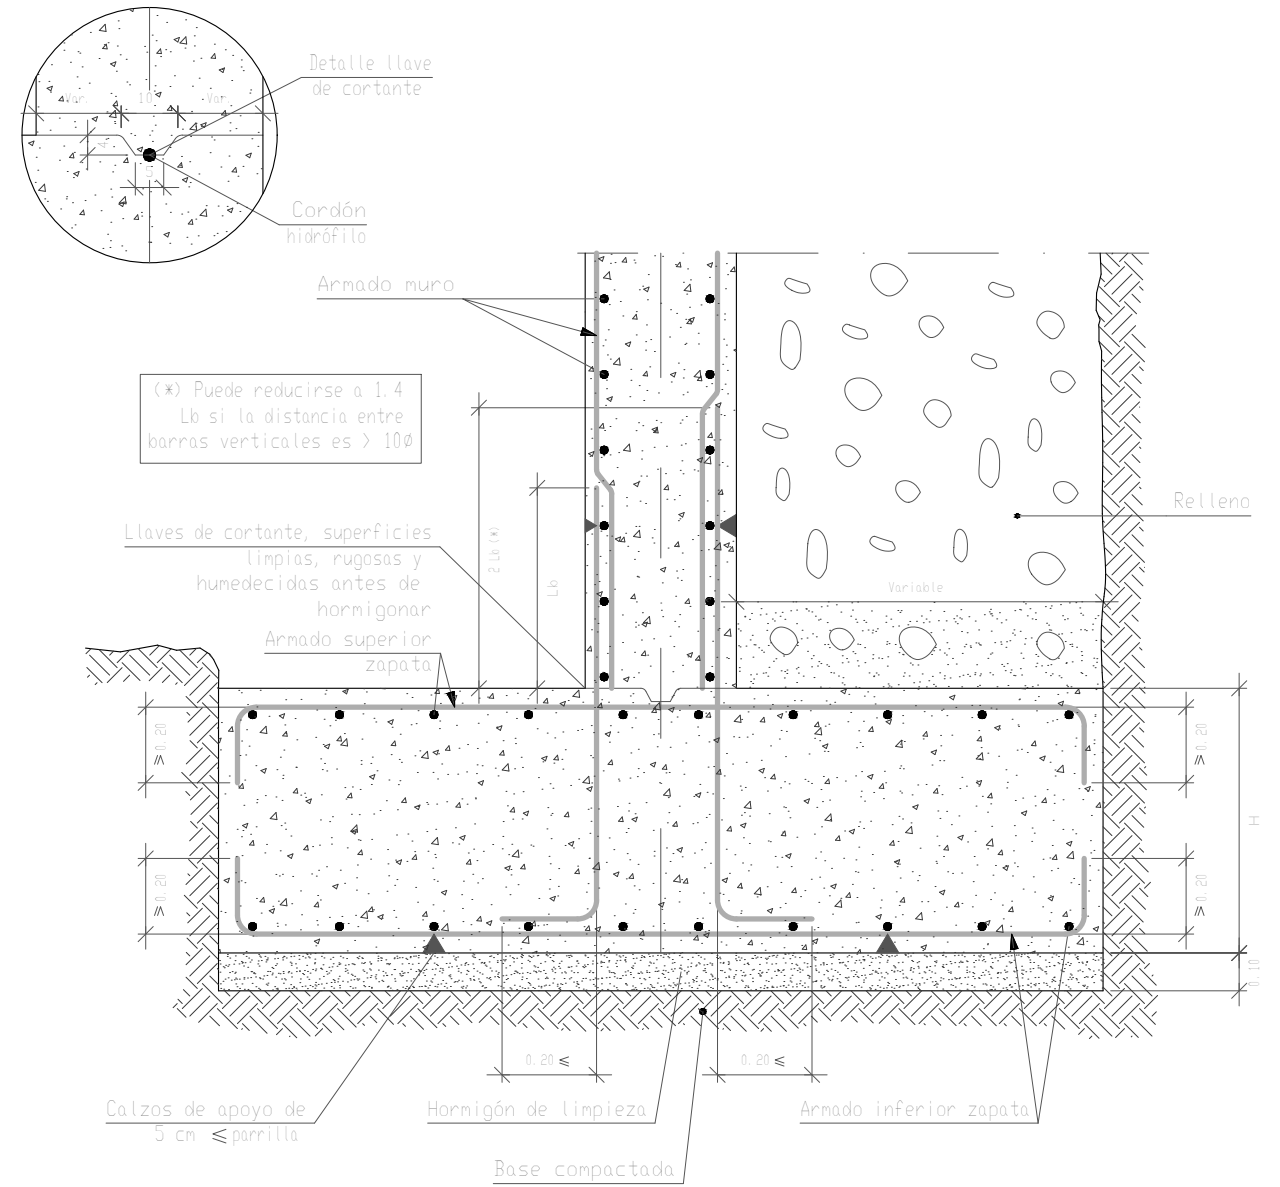 Detalle llave
de cortante
Var.
10
Var.
4
5
Cordón
hidrófilo
Armado muro
(*) Puede reducirse a 1.4
Lb si la distancia entre
barras verticales es > 10Ø
Relleno
Llaves de cortante, superficies
limpias, rugosas y
humedecidas antes de
hormigonar
2 Lb (*)
Lb
Variable
Armado superior
zapata
≥0.20
≥0.20
H
≥0.20
≥0.20
0.10
0.20 ≤
0.20 ≤
Calzos de apoyo de
5 cm ≤ parrilla
Hormigón de limpieza
Armado inferior zapata
Base compactada